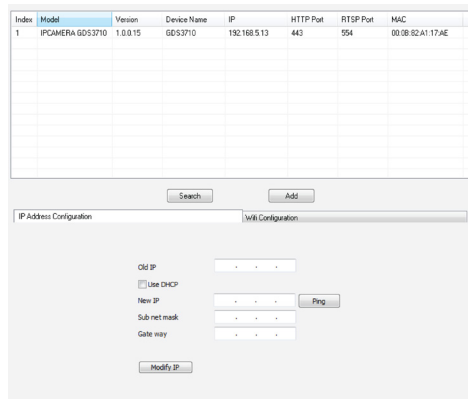 Index Model Version Device Name IP HTTP Port RTSP Port MAC
1 IPCAMERA GDS3710 1.0.0.15 GDS3710 192.168.5.13 443 554 00:0B:82:A1:17:AE
Search Add
IP Address Configuration Wifi Configuration
Old IP . . .
Use DHCP
New IP . . . Ping
Sub net mask . . .
Gate way . . .
Modify IP